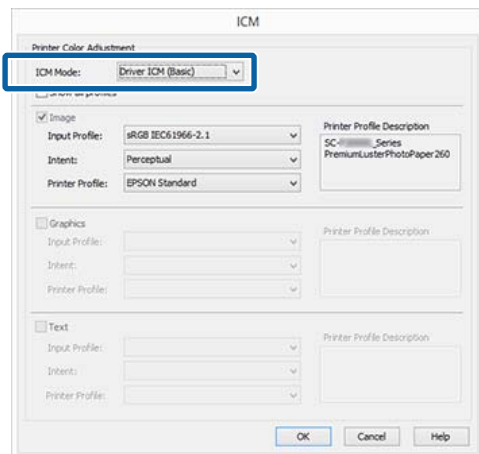 ICM
Printer Color Adjustment
ICM Mode: Driver ICM (Basic)
Show all profiles
Image
Input Profile: sRGB IEC61966-2.1
Intent: Perceptual
Printer Profile: EPSON Standard
Printer Profile Description
SC- _Series
PremiumLusterPhotoPaper260
Graphics
Input Profile:
Intent:
Printer Profile:
Printer Profile Description
Text
Input Profile:
Intent:
Printer Profile:
Printer Profile Description
OK Cancel Help